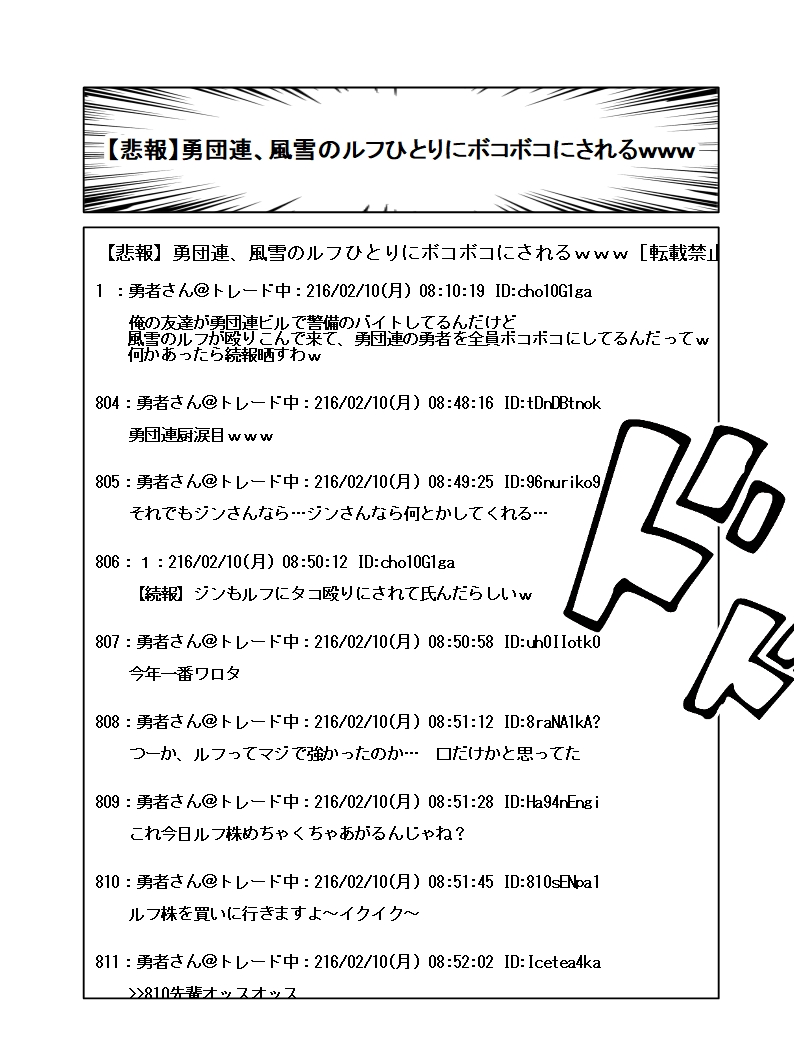 【悲報】勇団連、風雪のルフひとりにボコボコにされるwww
【悲報】勇団連、風雪のルフひとりにボコボコにされるｗｗｗ [転載禁止
1 ：勇者さん＠トレード中：216/02/10(月) 08:10:19 ID:cho10G1ga
俺の友達が勇団連ビルで警備のバイトしてるんだけど
風雪のルフが殴りこんで来て、勇団連の勇者を全員ボコボコにしてるんだってｗ
何かあったら続報晒すわｗ
804：勇者さん＠トレード中：216/02/10(月) 08:48:16 ID:tDnDBtnok
勇団連厨涙目ｗｗｗ
805：勇者さん＠トレード中：216/02/10(月) 08:49:25 ID:96nuriko9
それでもジンさんなら…ジンさんなら何とかしてくれる…
806：１：216/02/10(月) 08:50:12 ID:cho10G1ga
【続報】ジンもルフにタコ殴りにされて氏んだらしいｗ
807：勇者さん＠トレード中：216/02/10(月) 08:50:58 ID:uh0IIotk0
今年一番ワロタ
808：勇者さん＠トレード中：216/02/10(月) 08:51:12 ID:8raNA1kA?
つーか、ルフってマジで強かったのか…　口だけかと思ってた
809：勇者さん＠トレード中：216/02/10(月) 08:51:28 ID:Ha94nEngi
これ今日ルフ株めちゃくちゃあがるんじゃね？
810：勇者さん＠トレード中：216/02/10(月) 08:51:45 ID:810sENpa1
ルフ株を買いに行きますよ～イクイク～
811：勇者さん＠トレード中：216/02/10(月) 08:52:02 ID:Icetea4ka
>>810先輩オッスオッス
ド
ド